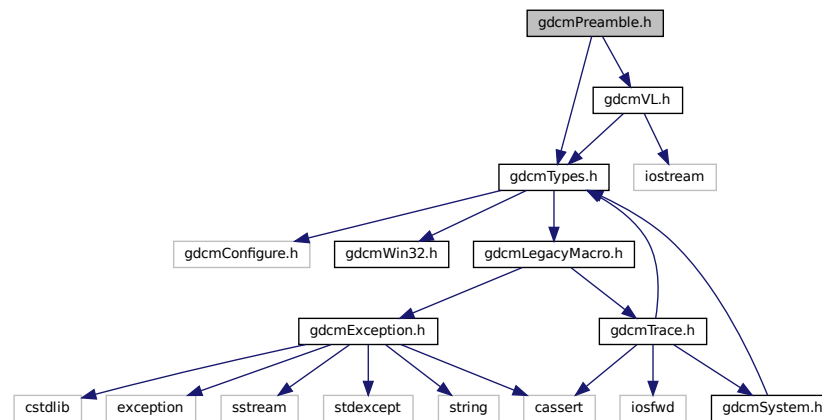 gdcmPreamble.h
gdcmVL.h
gdcmTypes.h
iostream
gdcmConfigure.h
gdcmWin32.h
gdcmLegacyMacro.h
gdcmException.h
gdcmTrace.h
cstdlib
exception
sstream
stdexcept
string
cassert
iosfwd
gdcmSystem.h